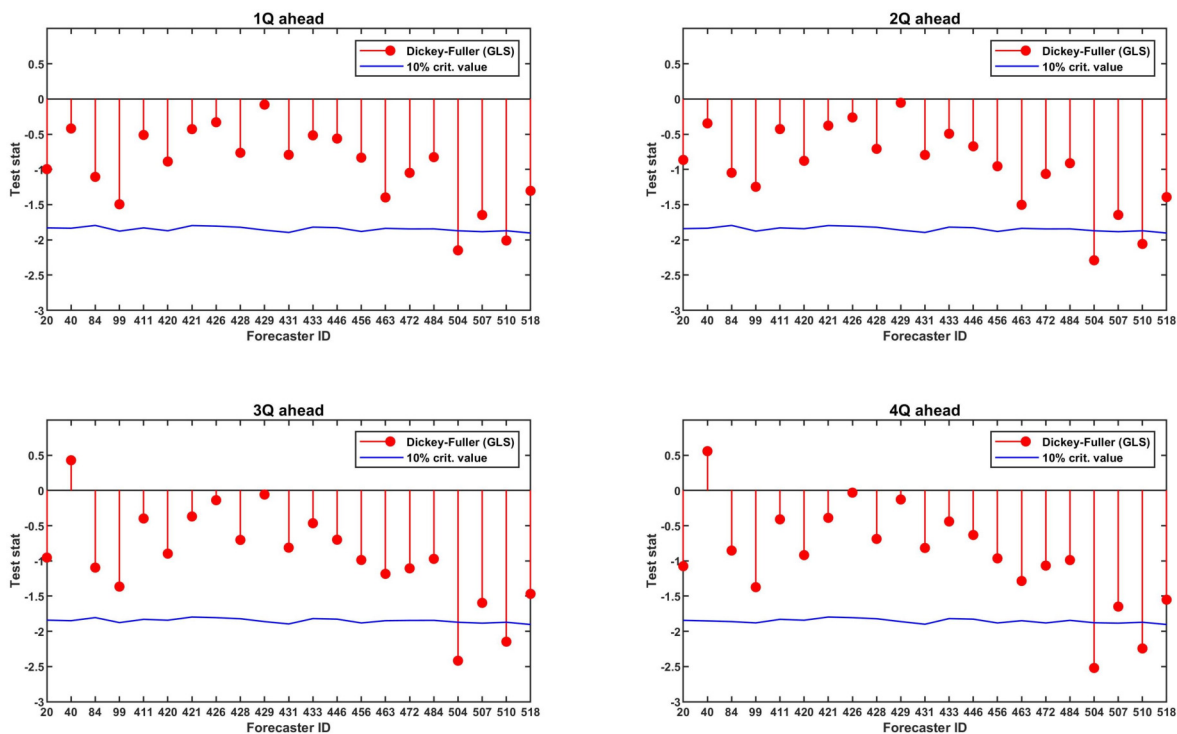 1Q ahead
0.5
0
-0.5
-1
-1.5
-2
-2.5
-3
Test stat
Dickey-Fuller (GLS)
10% crit. value
20 40 84 99 411 420 421 426 428 429 431 433 446 456 463 472 484 504 507 510 518
Forecaster ID
2Q ahead
0.5
0
-0.5
-1
-1.5
-2
-2.5
-3
Test stat
Dickey-Fuller (GLS)
10% crit. value
20 40 84 99 411 420 421 426 428 429 431 433 446 456 463 472 484 504 507 510 518
Forecaster ID
3Q ahead
0.5
0
-0.5
-1
-1.5
-2
-2.5
-3
Test stat
Dickey-Fuller (GLS)
10% crit. value
20 40 84 99 411 420 421 426 428 429 431 433 446 456 463 472 484 504 507 510 518
Forecaster ID
4Q ahead
0.5
0
-0.5
-1
-1.5
-2
-2.5
-3
Test stat
Dickey-Fuller (GLS)
10% crit. value
20 40 84 99 411 420 421 426 428 429 431 433 446 456 463 472 484 504 507 510 518
Forecaster ID